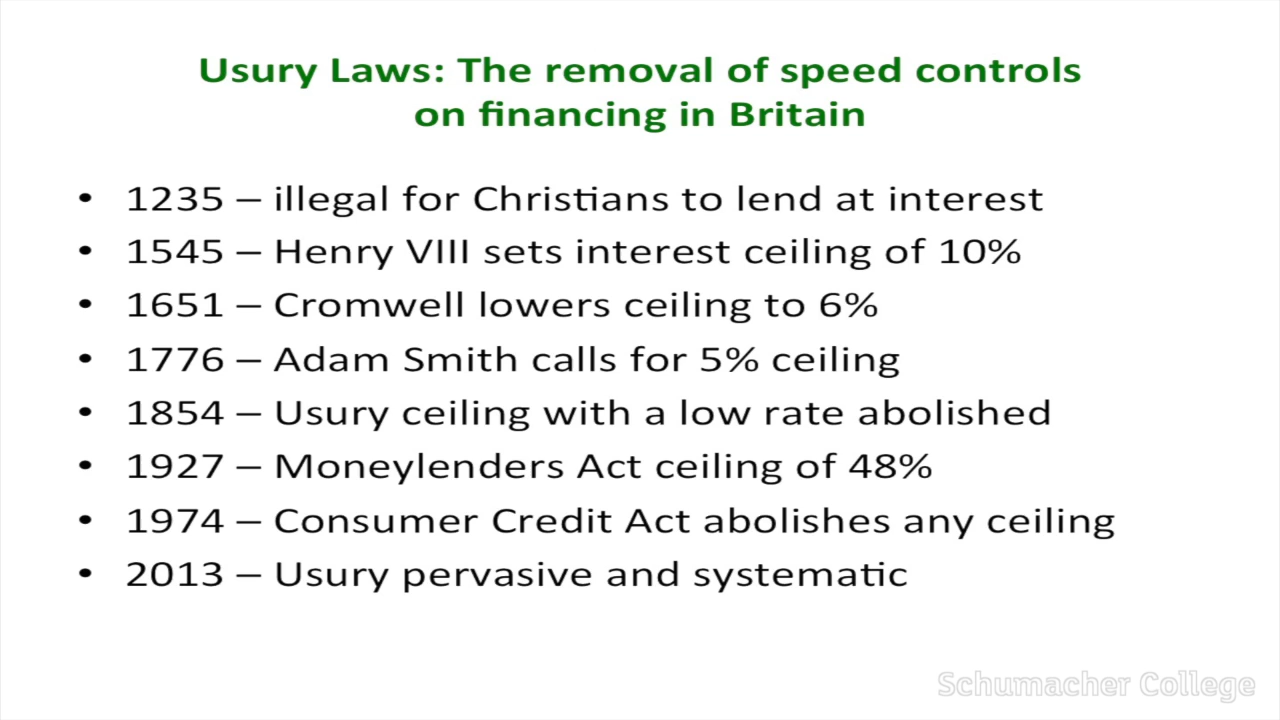 Usury Laws: The removal of speed controls
on financing in Britain
• 1235 – illegal for Christians to lend at interest
• 1545 – Henry VIII sets interest ceiling of 10%
• 1651 – Cromwell lowers ceiling to 6%
• 1776 – Adam Smith calls for 5% ceiling
• 1854 – Usury ceiling with a low rate abolished
• 1927 – Moneylenders Act ceiling of 48%
• 1974 – Consumer Credit Act abolishes any ceiling
• 2013 – Usury pervasive and systematic
Schumacher College